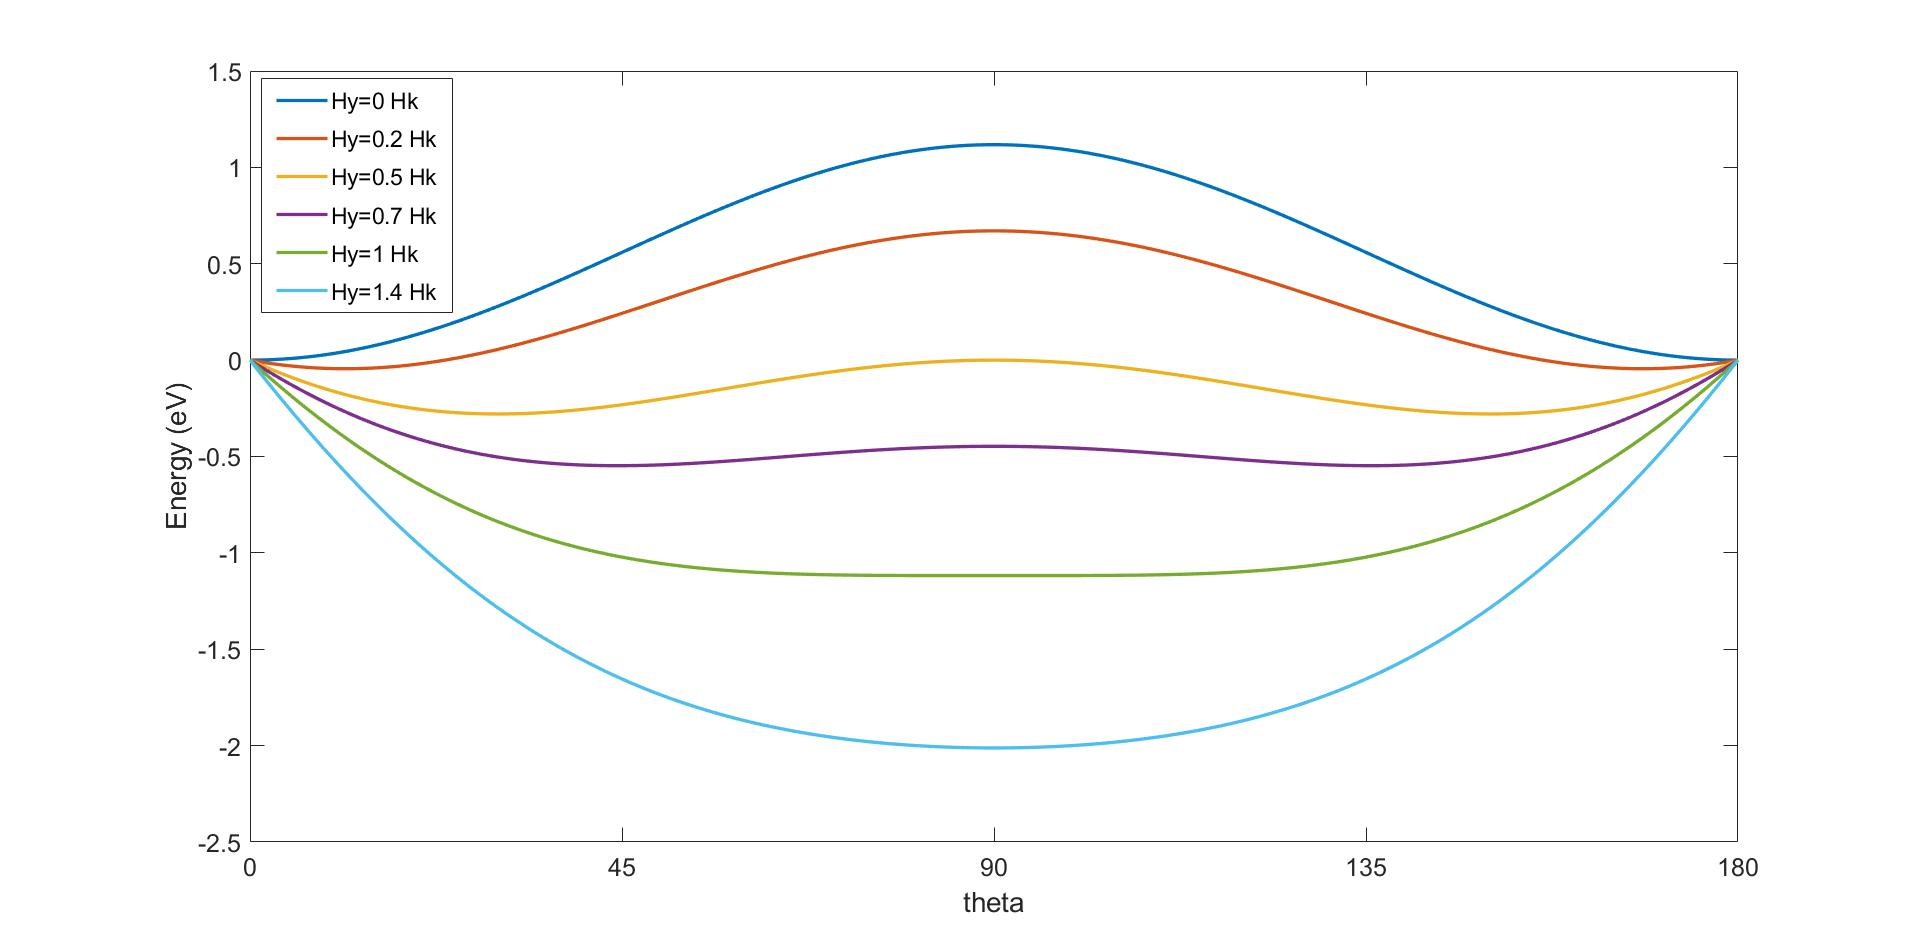 1.5
1
0.5
0
-0.5
-1
-1.5
-2
-2.5
Energy (eV)
Hy=0 Hk
Hy=0.2 Hk
Hy=0.5 Hk
Hy=0.7 Hk
Hy=1 Hk
Hy=1.4 Hk
0 45 90 135 180
theta